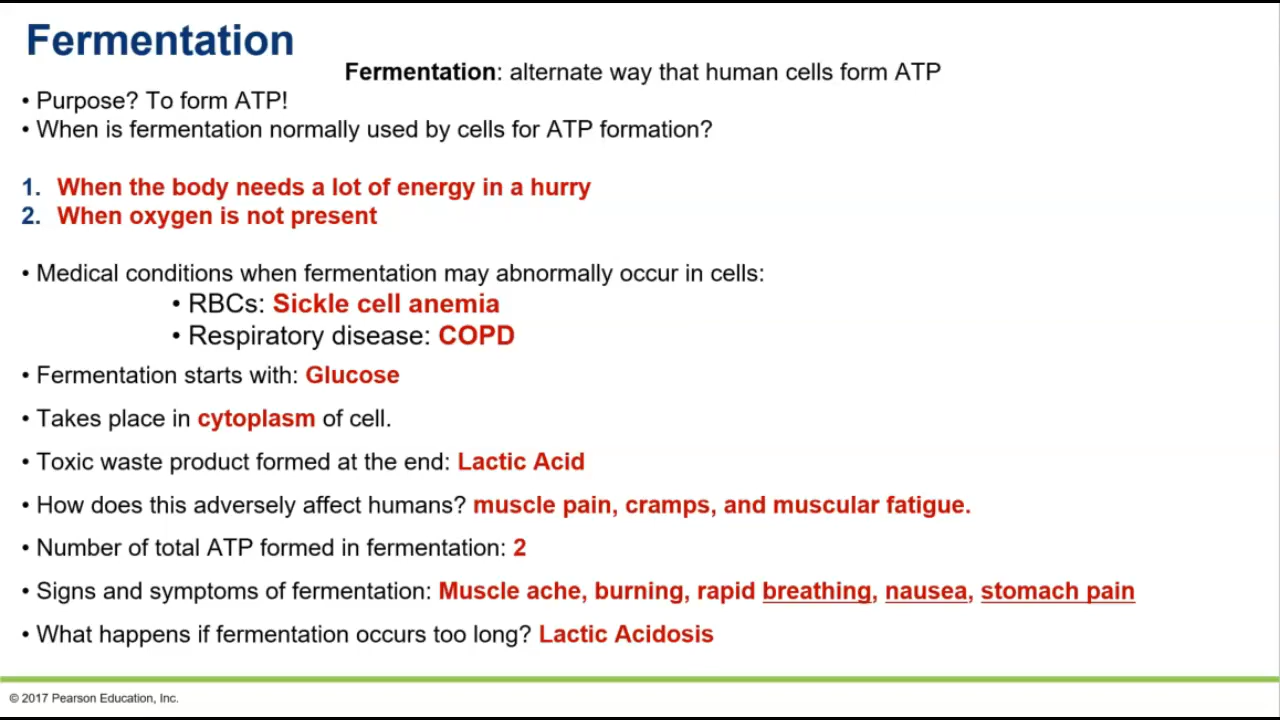 Fermentation
Fermentation: alternate way that human cells form ATP
• Purpose? To form ATP!
• When is fermentation normally used by cells for ATP formation?
1. When the body needs a lot of energy in a hurry
2. When oxygen is not present
• Medical conditions when fermentation may abnormally occur in cells:
• RBCs: Sickle cell anemia
• Respiratory disease: COPD
• Fermentation starts with: Glucose
• Takes place in cytoplasm of cell.
• Toxic waste product formed at the end: Lactic Acid
• How does this adversely affect humans? muscle pain, cramps, and muscular fatigue.
• Number of total ATP formed in fermentation: 2
• Signs and symptoms of fermentation: Muscle ache, burning, rapid breathing, nausea, stomach pain
• What happens if fermentation occurs too long? Lactic Acidosis
© 2017 Pearson Education, Inc.